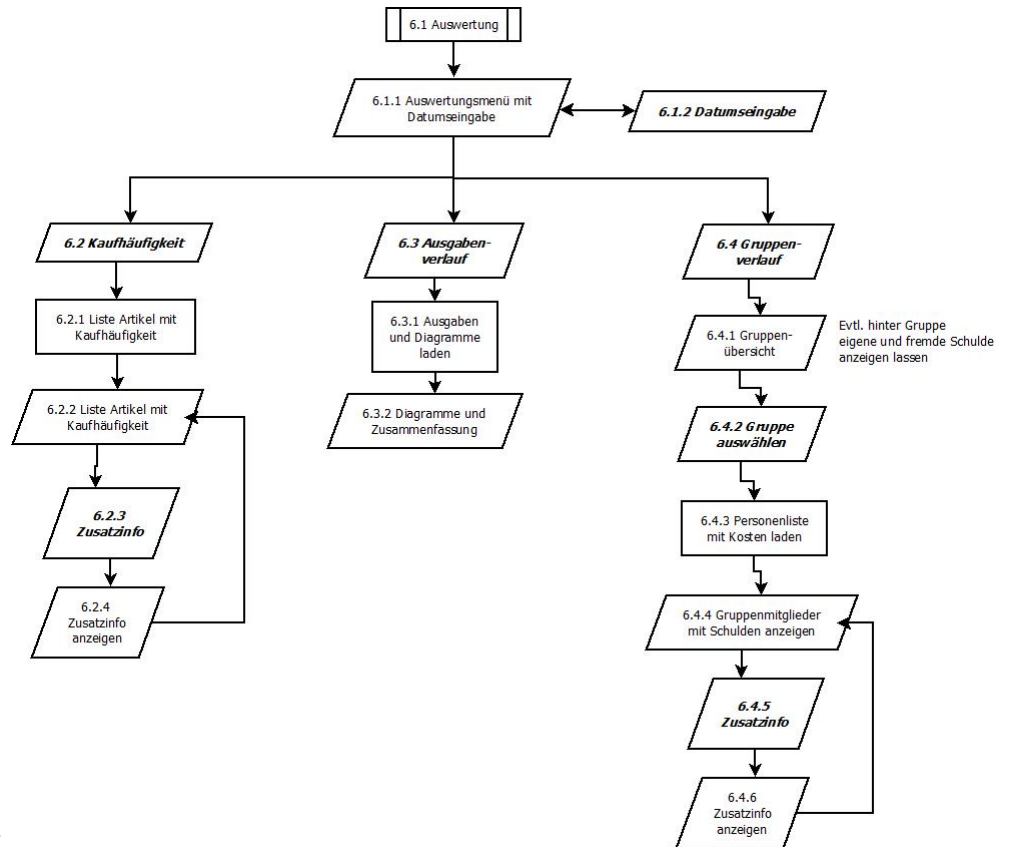 6.1 Auswertung
6.1.1 Auswertungsmenü mit
Datumseingabe
6.1.2 Datumseingabe
6.2 Kaufhäufigkeit
6.2.1 Liste Artikel mit
Kaufhäufigkeit
6.2.2 Liste Artikel mit
Kaufhäufigkeit
6.2.3
Zusatzinfo
6.2.4
Zusatzinfo
anzeigen
6.3 Ausgaben-
verlauf
6.3.1 Ausgaben
und Diagramme
laden
6.3.2 Diagramme und
Zusammenfassung
6.4 Gruppen-
verlauf
6.4.1 Gruppen-
übersicht
Evtl. hinter Gruppe
eigene und fremde Schulde
anzeigen lassen
6.4.2 Gruppe
auswählen
6.4.3 Personenliste
mit Kosten laden
6.4.4 Gruppenmitglieder
mit Schulden anzeigen
6.4.5
Zusatzinfo
6.4.6
Zusatzinfo
anzeigen